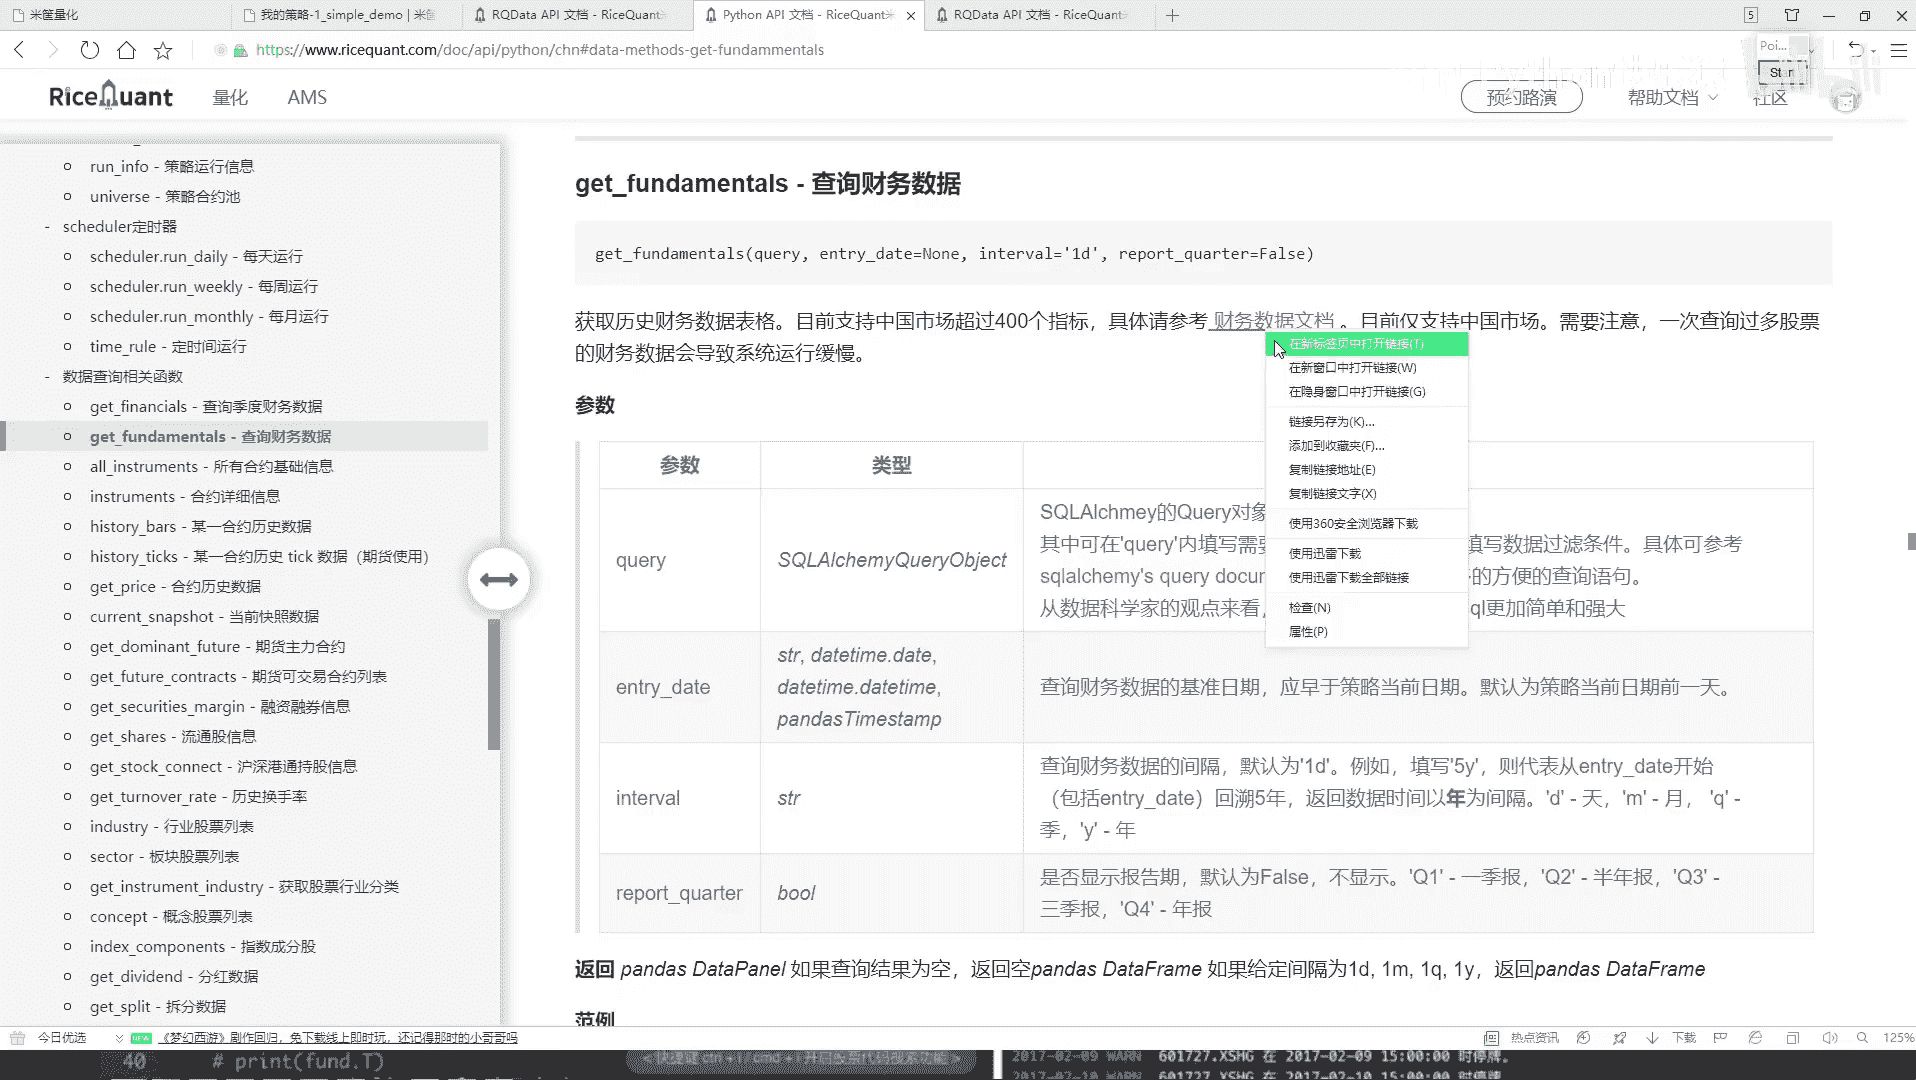 米筐量化
我的策略-1_simple_demo | 米筐
RQData API 文档 - RiceQuant
Python API 文档 - RiceQuant米
RQData API 文档 - RiceQuant
5
https://www.ricequant.com/doc/api/python/chn#data-methods-get-fundammentals
Poi...
Star
RiceQuant
量化
AMS
预约路演
帮助文档
社区
run_info - 策略运行信息
universe - 策略合约池
- scheduler定时器
scheduler.run_daily - 每天运行
scheduler.run_weekly - 每周运行
scheduler.run_monthly - 每月运行
time_rule - 定时间运行
- 数据查询相关函数
get_financials - 查询季度财务数据
get_fundamentals - 查询财务数据
all_instruments - 所有合约基础信息
instruments - 合约详细信息
history_bars - 某一合约历史数据
history_ticks - 某一合约历史 tick 数据（期货使用）
get_price - 合约历史数据
current_snapshot - 当前快照数据
get_dominant_future - 期货主力合约
get_future_contracts - 期货可交易合约列表
get_securities_margin - 融资融券信息
get_shares - 流通股信息
get_stock_connect - 沪深港通持股信息
get_turnover_rate - 历史换手率
industry - 行业股票列表
sector - 板块股票列表
get_instrument_industry - 获取股票行业分类
concept - 概念股票列表
index_components - 指数成分股
get_dividend - 分红数据
get_split - 拆分数据
get_fundamentals - 查询财务数据
get_fundamentals(query, entry_date=None, interval='1d', report_quarter=False)
获取历史财务数据表格。目前支持中国市场超过400个指标，具体请参考 财务数据文档 。目前仅支持中国市场。需要注意，一次查询过多股票
的财务数据会导致系统运行缓慢。
参数
参数 类型
query
SQLAlchemyQueryObject
SQLAlchmey的Query对象
其中可在'query'内填写需要 填写数据过滤条件。具体可参考
sqlalchemy's query docum 的方便的查询语句。
从数据科学家的观点来看， ql更加简单和强大
entry_date
str, datetime.date,
datetime.datetime,
pandasTimestamp
查询财务数据的基准日期，应早于策略当前日期。默认为策略当前日期前一天。
interval
str
查询财务数据的间隔，默认为'1d'。例如，填写'5y'，则代表从entry_date开始
（包括entry_date）回溯5年，返回数据时间以年为间隔。'd' - 天，'m' - 月， 'q' -
季，'y' - 年
report_quarter
bool
是否显示报告期，默认为False，不显示。'Q1' - 一季报，'Q2' - 半年报，'Q3' -
三季报，'Q4' - 年报
返回 pandas DataPanel 如果查询结果为空，返回空pandas DataFrame 如果给定间隔为1d, 1m, 1q, 1y，返回pandas DataFrame
范例
在新标签页中打开链接(T)
在新窗口中打开链接(W)
在隐身窗口中打开链接(G)
链接另存为(K)...
添加到收藏夹(F)...
复制链接地址(E)
复制链接文字(X)
使用360安全浏览器下载
使用迅雷下载
使用迅雷下载全部链接
检查(N)
属性(P)
今日优选
NEW
《梦幻西游》剧作回归，免下载线上即时玩，还记得那时的小哥哥吗
热点资讯
下载
125%
40 # print(fund.T)
2017-02-09 WARN 601727.XSHG 在 2017-02-09 15:00:00 时停牌。
2017-02-10 WARN 601727.XSHG 在 2017-02-10 15:00:00 时停牌。